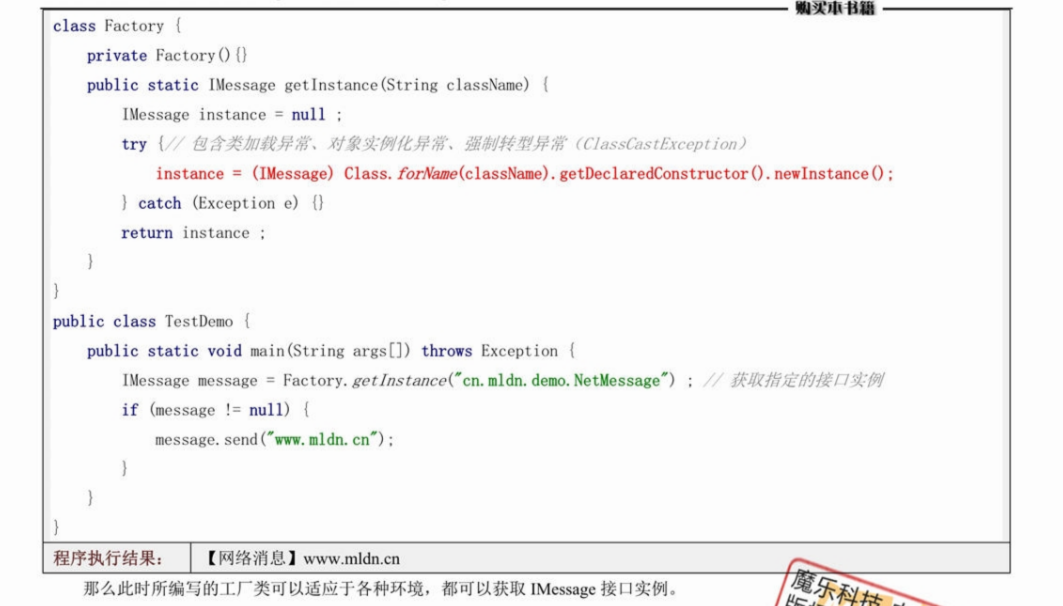 购买本书籍
class Factory {
private Factory(){}
public static IMessage getInstance(String className) {
IMessage instance = null ;
try {// 包含类加载异常、对象实例化异常、强制转型异常（ClassCastException）
instance = (IMessage) Class.forName(className).getDeclaredConstructor().newInstance();
} catch (Exception e) {}
return instance ;
}
}
public class TestDemo {
public static void main(String args[]) throws Exception {
IMessage message = Factory.getInstance("cn.mldn.demo.NetMessage") ; // 获取指定的接口实例
if (message != null) {
message.send("www.mldn.cn");
}
}
}
程序执行结果： 【网络消息】www.mldn.cn
那么此时所编写的工厂类可以适应于各种环境，都可以获取 IMessage 接口实例。
魔乐科技